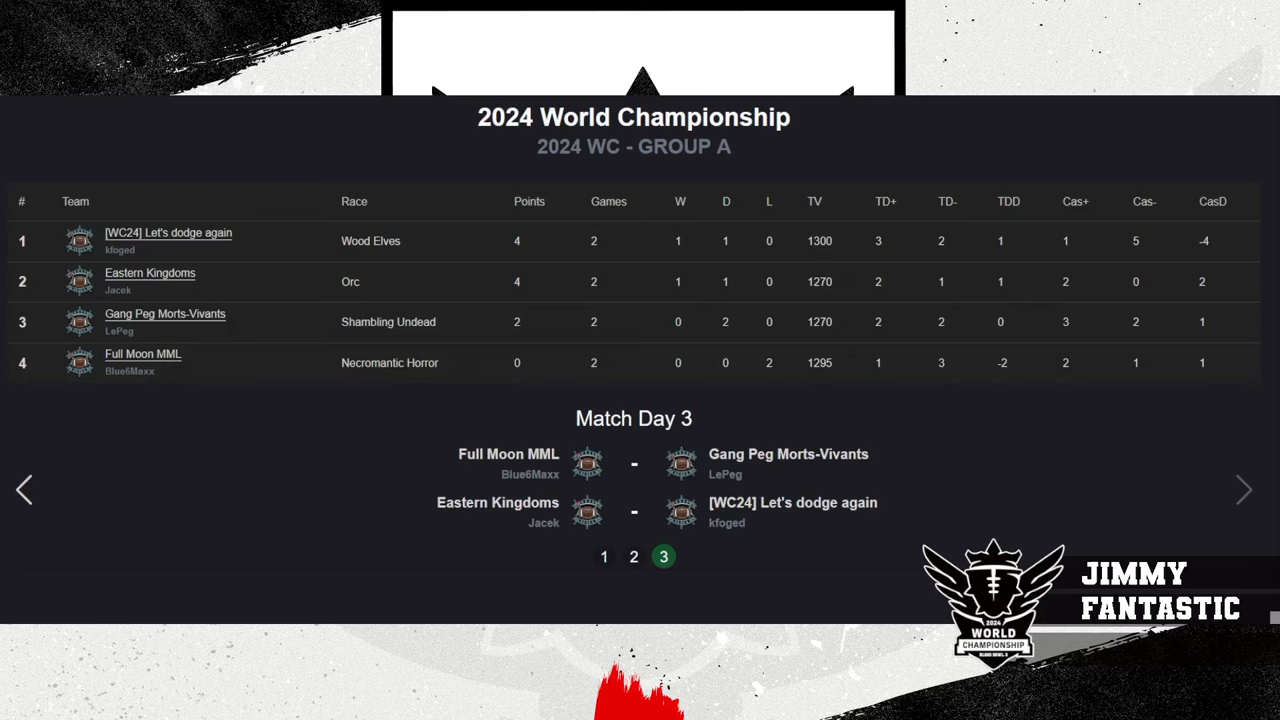 2024 World Championship
2024 WC - GROUP A
# Team Race Points Games W D L TV TD+ TD- TDD Cas+ Cas- CasD
1 [WC24] Let's dodge again Wood Elves 4 2 1 1 0 1300 3 2 1 1 5 -4
kfoged
2 Eastern Kingdoms Orc 4 2 1 1 0 1270 2 1 1 2 0 2
Jacek
3 Gang Peg Morts-Vivants Shambling Undead 2 2 0 2 0 1270 2 2 0 3 2 1
LePeg
4 Full Moon MML Necromantic Horror 0 2 0 0 2 1295 1 3 -2 2 1 1
Blue6Maxx
Match Day 3
Full Moon MML - Gang Peg Morts-Vivants
Blue6Maxx LePeg
Eastern Kingdoms - [WC24] Let's dodge again
Jacek kfoged
1 2 3
JIMMY
FANTASTIC
2024
WORLD
CHAMPIONSHIP
BLOOD BOWL 3